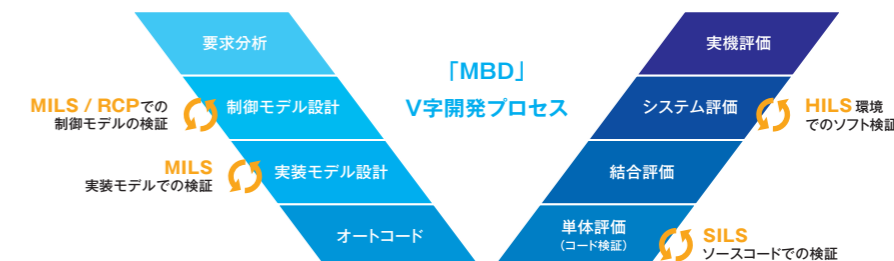 要求分析
「MBD」
V字開発プロセス
実機評価
MILS / RCPでの
制御モデルの検証
制御モデル設計
システム評価
HILS環境
でのソフト検証
MILS
実装モデルでの検証
実装モデル設計
結合評価
オートコード
単体評価
(コード検証)
SILS
ソースコードでの検証